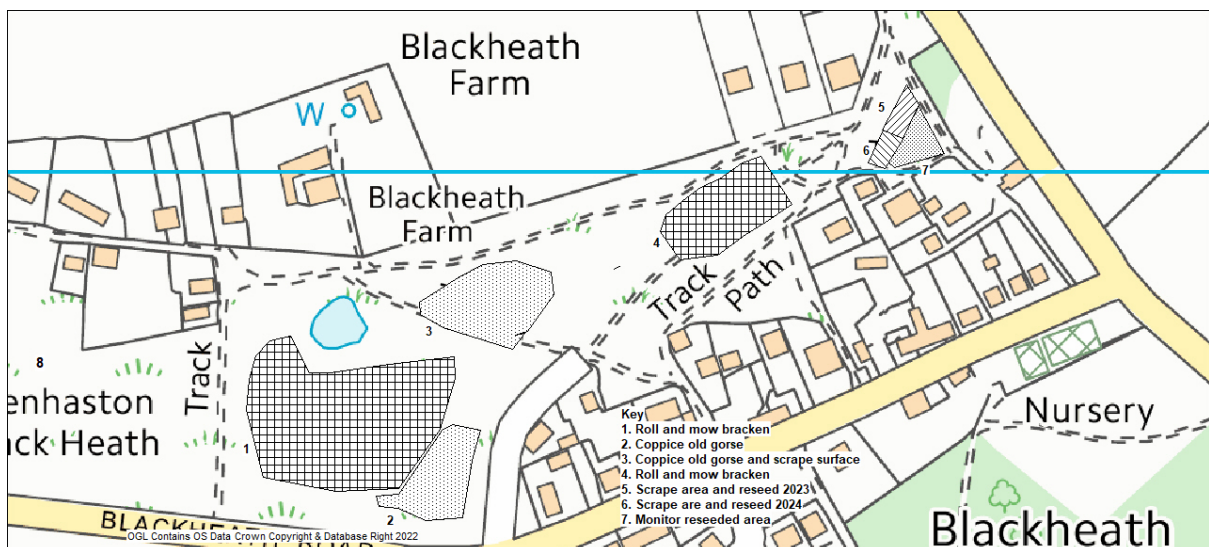 Blackheath
Farm
W
5
6
7
Blackheath
Farm
4
Track
Path
3
8
Track
enhaston
ck Heath
1
2
Key
1. Roll and mow bracken
2. Coppice old gorse
3. Coppice old gorse and scrape surface
4. Roll and mow bracken
5. Scrape area and reseed 2023
6. Scrape are and reseed 2024
7. Monitor reseeded area
Nursery
Blackheath
BLACKHEATH ROAD
OGL Contains OS Data Crown Copyright & Database Right 2022